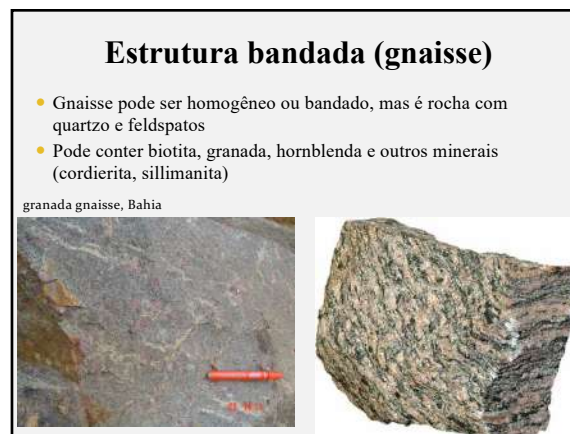 Estrutura bandada (gnaisse)
• Gnaisse pode ser homogêneo ou bandado, mas é rocha com
quartzo e feldspatos
• Pode conter biotita, granada, hornblenda e outros minerais
(cordierita, sillimanita)
granada gnaisse, Bahia